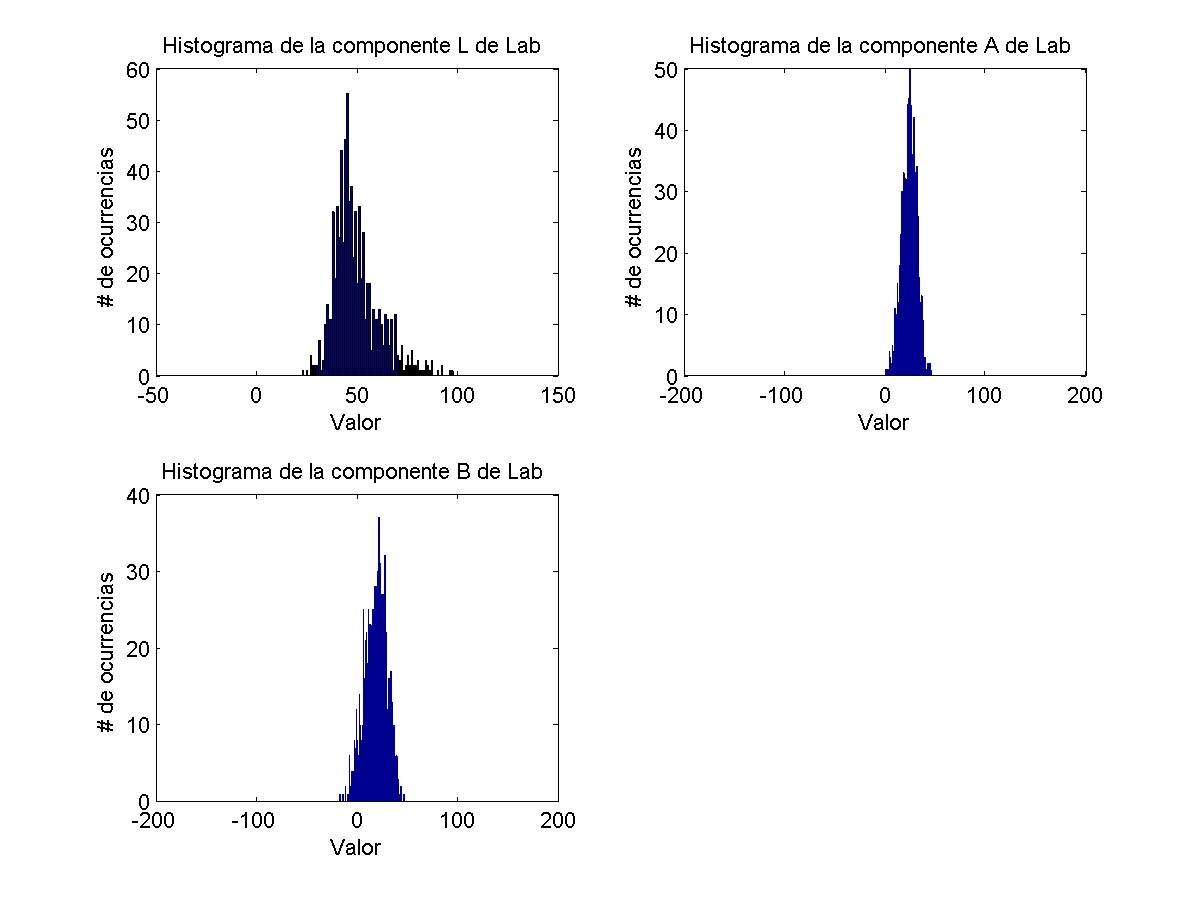 Histograma de la componente L de Lab
60
50
40
30
20
10
0
-50 0 50 100 150
Valor
# de ocurrencias
Histograma de la componente A de Lab
50
40
30
20
10
0
-200 -100 0 100 200
Valor
# de ocurrencias
Histograma de la componente B de Lab
40
30
20
10
0
-200 -100 0 100 200
Valor
# de ocurrencias